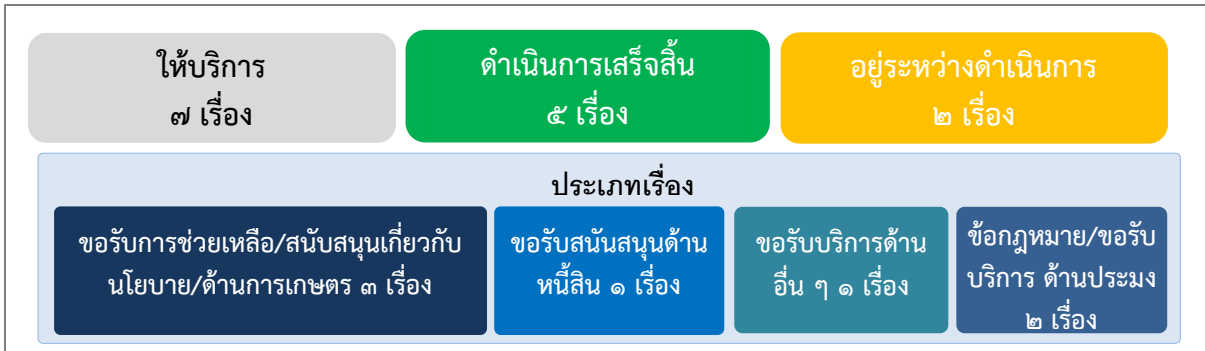 ให้บริการ
๗ เรื่อง
ดำเนินการเสร็จสิ้น
๕ เรื่อง
อยู่ระหว่างดำเนินการ
๒ เรื่อง
ประเภทเรื่อง
ขอรับการช่วยเหลือ/สนับสนุนเกี่ยวกับ
นโยบาย/ด้านการเกษตร ๓ เรื่อง
ขอรับสนันสนุนด้าน
หนี้สิน ๑ เรื่อง
ขอรับบริการด้าน
อื่น ๆ ๑ เรื่อง
ข้อกฎหมาย/ขอรับ
บริการ ด้านประมง
๒ เรื่อง